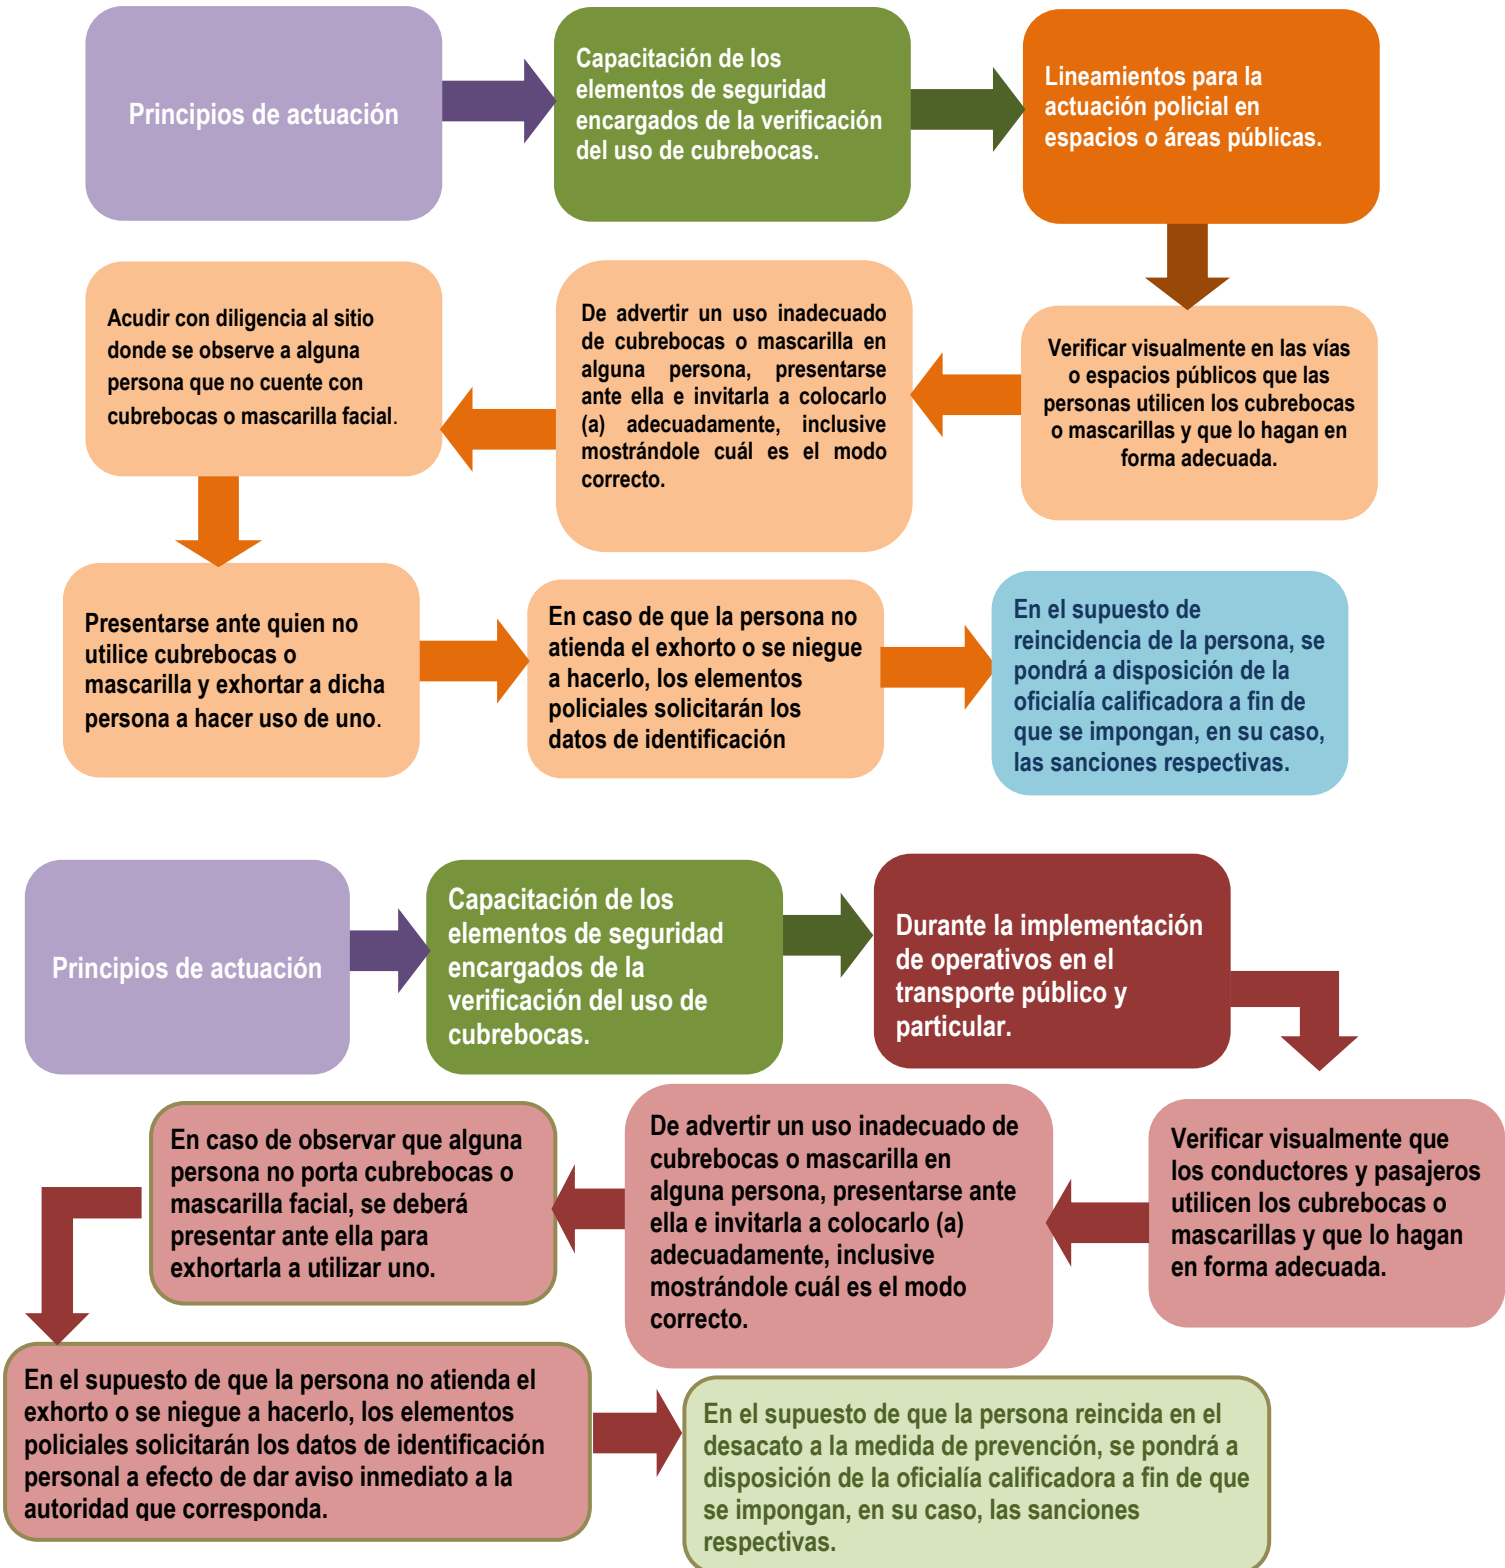 Principios de actuación
Capacitación de los
elementos de seguridad
encargados de la verificación
del uso de cubrebocas.
Lineamientos para la
actuación policial en
espacios o áreas públicas.
Verificar visualmente en las vías
o espacios públicos que las
personas utilicen los cubrebocas
o mascarillas y que lo hagan en
forma adecuada.
De advertir un uso inadecuado
de cubrebocas o mascarilla en
alguna persona, presentarse
ante ella e invitarla a colocarlo
(a) adecuadamente, inclusive
mostrándole cuál es el modo
correcto.
Acudir con diligencia al sitio
donde se observe a alguna
persona que no cuente con
cubrebocas o mascarilla facial.
Presentarse ante quien no
utilice cubrebocas o
mascarilla y exhortar a dicha
persona a hacer uso de uno.
En caso de que la persona no
atienda el exhorto o se niegue
a hacerlo, los elementos
policiales solicitarán los
datos de identificación
En el supuesto de
reincidencia de la persona, se
pondrá a disposición de la
oficialía calificadora a fin de
que se impongan, en su caso,
las sanciones respectivas.
Principios de actuación
Capacitación de los
elementos de seguridad
encargados de la
verificación del uso de
cubrebocas.
Durante la implementación
de operativos en el
transporte público y
particular.
Verificar visualmente que
los conductores y pasajeros
utilicen los cubrebocas o
mascarillas y que lo hagan
en forma adecuada.
De advertir un uso inadecuado de
cubrebocas o mascarilla en
alguna persona, presentarse ante
ella e invitarla a colocarlo (a)
adecuadamente, inclusive
mostrándole cuál es el modo
correcto.
En caso de observar que alguna
persona no porta cubrebocas o
mascarilla facial, se deberá
presentar ante ella para
exhortarla a utilizar uno.
En el supuesto de que la persona no atienda el
exhorto o se niegue a hacerlo, los elementos
policiales solicitarán los datos de identificación
personal a efecto de dar aviso inmediato a la
autoridad que corresponda.
En el supuesto de que la persona reincida en el
desacato a la medida de prevención, se pondrá a
disposición de la oficialía calificadora a fin de que
se impongan, en su caso, las sanciones
respectivas.